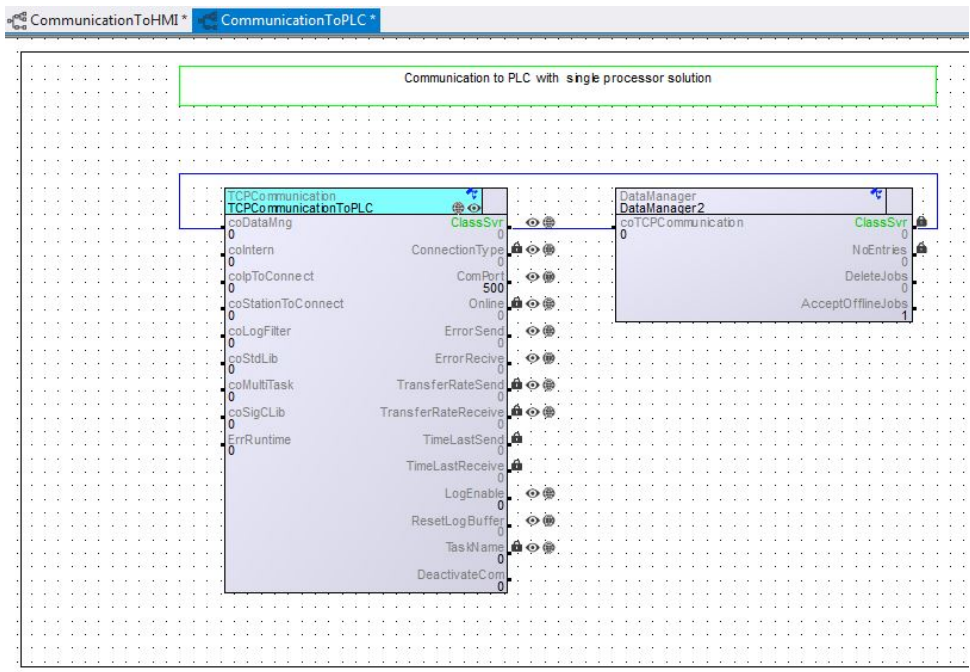 CommunicationToHMI * CommunicationToPLC *
Communication to PLC with single processor solution
TCPCommunication
TCPCommunicationToPLC
coDataMng ClassSvr
0 0
coIntern ConnectionType
0 0
coIpToConnect ComPort
0 500
coStationToConnect Online
0 0
coLogFilter ErrorSend
0 0
coStdLib ErrorRecive
0 0
coMultiTask TransferRateSend
0 0
coSigCLib TransferRateReceive
0 0
ErrRuntime TimeLastSend
0 0
TimeLastReceive
0
LogEnable
0
ResetLogBuffer
0
TaskName
0
DeactivateCom
0
DataManager
DataManager2
coTCPCommunication ClassSvr
0 0
NoEntries
0
DeleteJobs
0
AcceptOfflineJobs
1